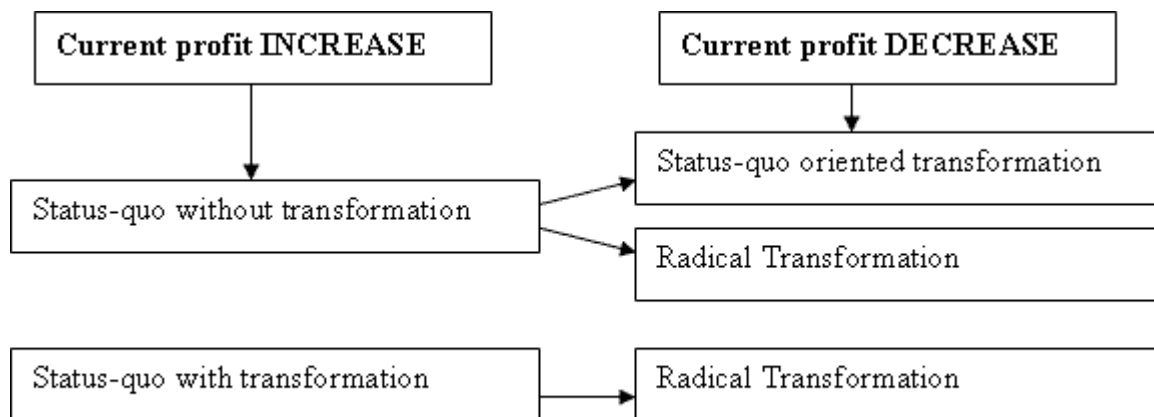 Current profit INCREASE
Current profit DECREASE
Status-quo oriented transformation
Status-quo without transformation
Radical Transformation
Status-quo with transformation
Radical Transformation